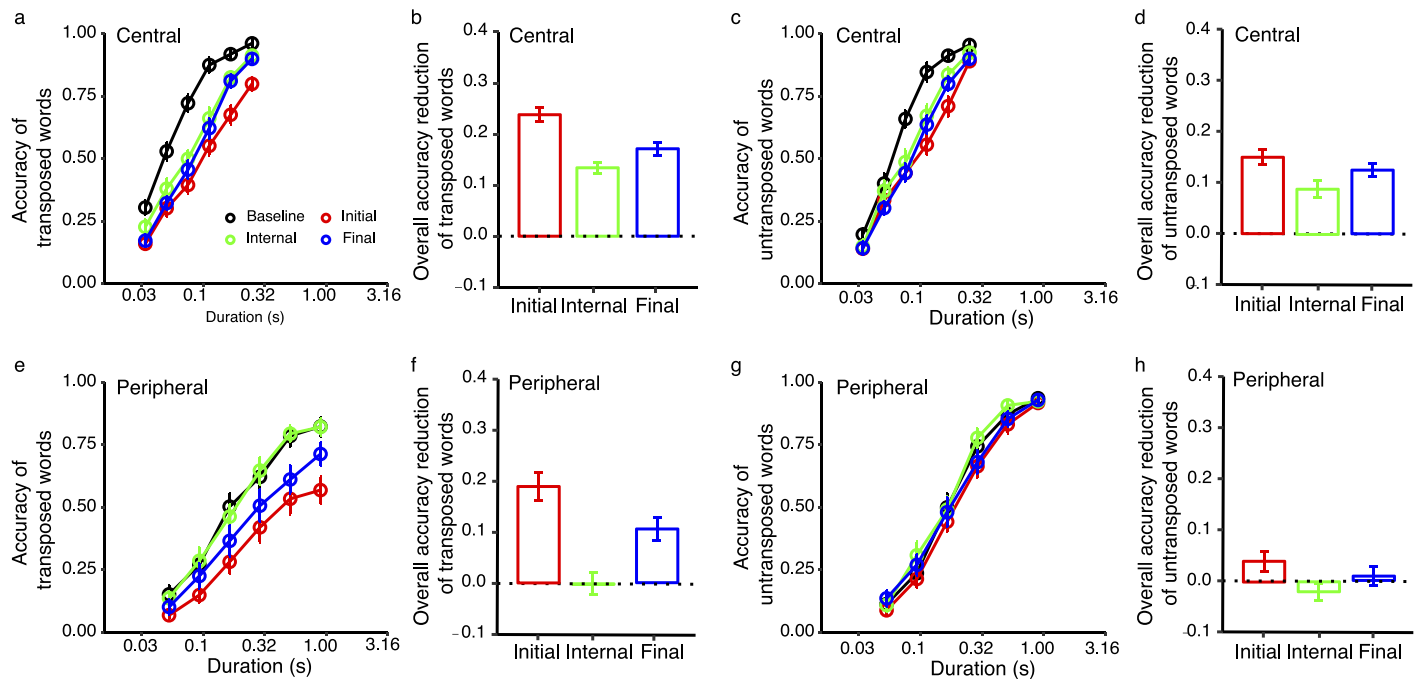 a
Central
Accuracy of
transposed words
1.00
0.75
0.50
0.25
0.00
Baseline
Initial
Internal
Final
0.03 0.1 0.32 1.00 3.16
Duration (s)
b
Central
Overall accuracy reduction
of transposed words
0.4
0.3
0.2
0.1
0.0
−0.1
Initial Internal Final
c
Central
Accuracy of
untransposed words
1.00
0.75
0.50
0.25
0.00
0.03 0.1 0.32 1.00 3.16
Duration (s)
d
Central
Overall accuracy reduction
of untransposed words
0.4
0.3
0.2
0.1
0.0
0.1
Initial Internal Final
e
Peripheral
Accuracy of
transposed words
1.00
0.75
0.50
0.25
0.00
0.03 0.1 0.32 1.00 3.16
Duration (s)
f
Peripheral
Overall accuracy reduction
of transposed words
0.4
0.3
0.2
0.1
0.0
−0.1
Initial Internal Final
g
Peripheral
Accuracy of
untransposed words
1.00
0.75
0.50
0.25
0.00
0.03 0.1 0.32 1.00 3.16
Duration (s)
h
Peripheral
Overall accuracy reduction
of untransposed words
0.4
0.3
0.2
0.1
0.0
−0.1
Initial Internal Final